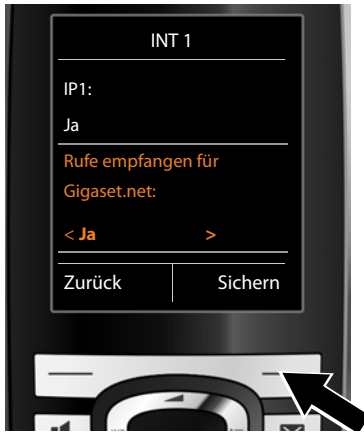 INT 1
IP1:
Ja
Rufe empfangen für
Gigaset.net:
< Ja >
Zurück Sichern